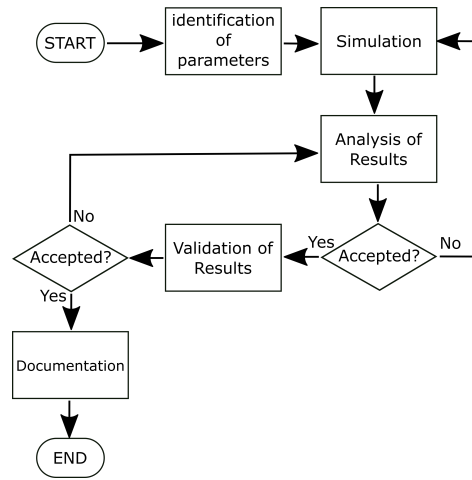 START
identification
of
parameters
Simulation
Analysis of
Results
No
Accepted?
Yes
Validation of
Results
Yes
Accepted?
No
Documentation
END